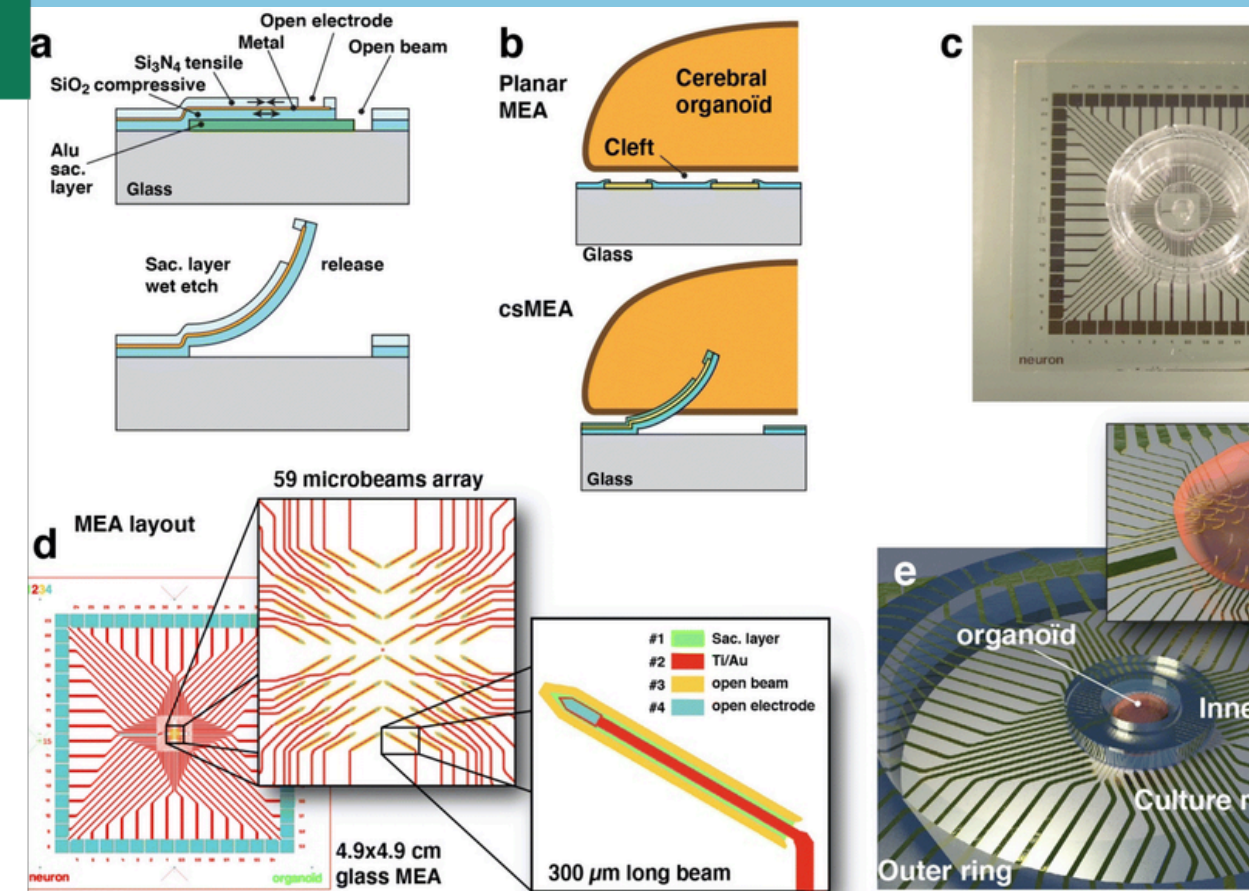 a
Open electrode
Metal
Open beam
Si3N4 tensile
SiO2 compressive
Alu
sac.
layer
Glass
Sac. layer
wet etch
release
b
Planar
MEA
Cerebral
organoïd
Cleft
Glass
csMEA
Glass
c
neuron
d
MEA layout
59 microbeams array
234
neuron
organoïd
4.9x4.9 cm
glass MEA
#1 Sac. layer
#2 Ti/Au
#3 open beam
#4 open electrode
300 µm long beam
e
organoïd
Inne
Culture r
Outer ring